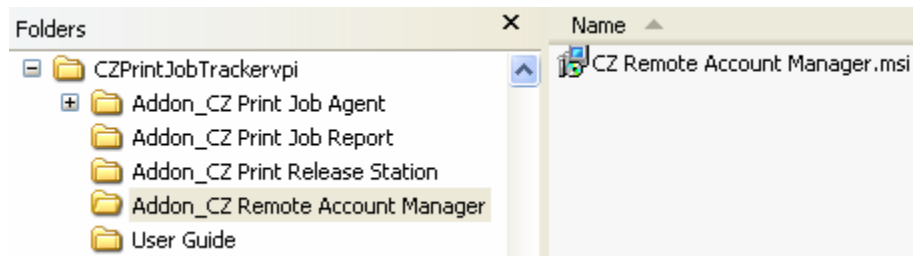 Folders
CZPrintJobTrackervpi
Addon_CZ Print Job Agent
Addon_CZ Print Job Report
Addon_CZ Print Release Station
Addon_CZ Remote Account Manager
User Guide
Name
CZ Remote Account Manager.msi